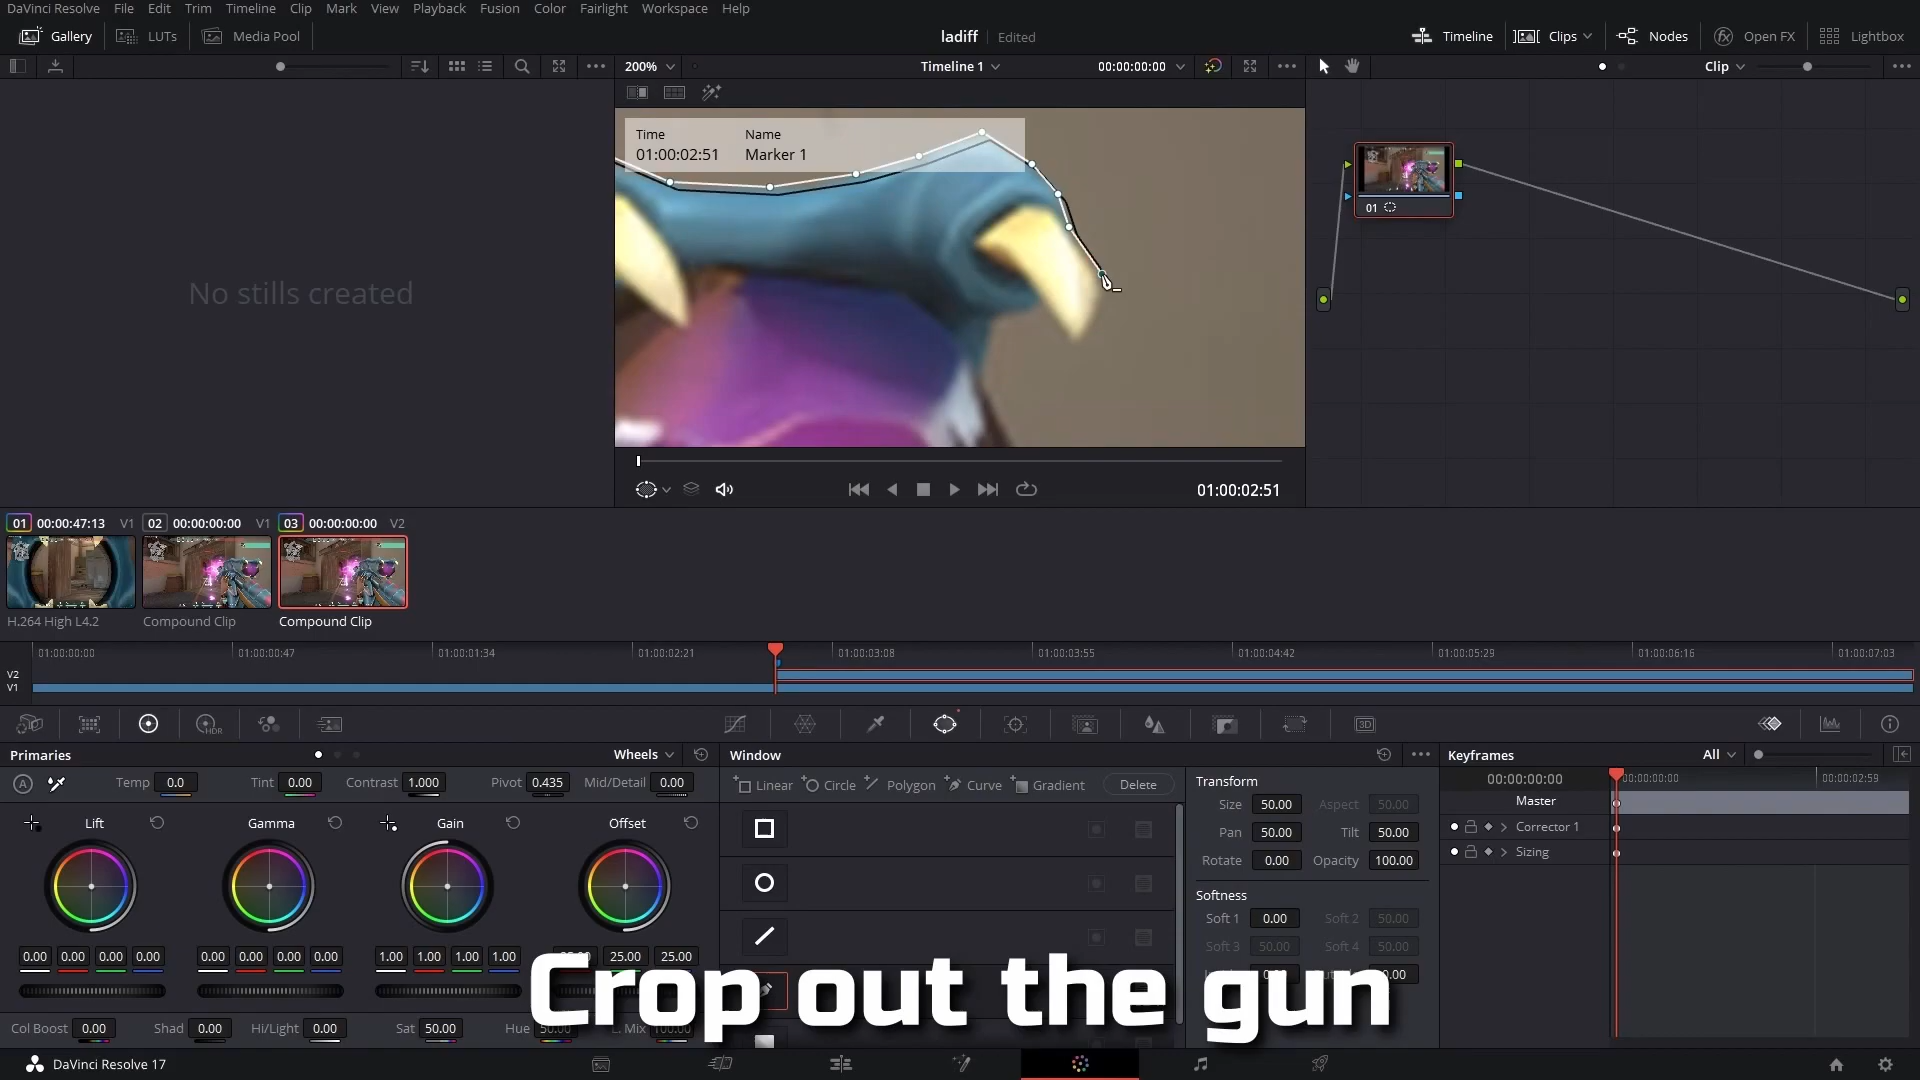 DaVinci Resolve File Edit Trim Timeline Clip Mark View Playback Fusion Color Fairlight Workspace Help
Gallery LUTs Media Pool ladiff Edited Timeline Clips Nodes Open FX Lightbox
200% Timeline 1 00:00:00:00 Clip
Time Name
01:00:02:51 Marker 1
01
No stills created
01:00:02:51
01 00:00:47:13 V1 02 00:00:00:00 V1 03 00:00:00:00 V2
H.264 High L4.2 Compound Clip Compound Clip
01:00:00:00 01:00:00:47 01:00:01:34 01:00:02:21 01:00:03:08 01:00:03:55 01:00:04:42 01:00:05:29 01:00:06:16 01:00:07:03
V2
V1
HDR 3D
Primaries Wheels Window Keyframes All
A Temp 0.0 Tint 0.00 Contrast 1.000 Pivot 0.435 Mid/Detail 0.00
Linear Circle Polygon Curve Gradient Delete
Transform
Size 50.00 Aspect 50.00
Pan 50.00 Tilt 50.00
Rotate 0.00 Opacity 100.00
Softness
Soft 1 0.00 Soft 2 50.00
Soft 3 50.00 Soft 4 50.00
00:00:00:00 00:00:00:00 00:00:02:59
Master
Corrector 1
Sizing
Lift Gamma Gain Offset
0.00 0.00 0.00 0.00 0.00 0.00 0.00 0.00 1.00 1.00 1.00 1.00 25.00 25.00
Crop out the gun
Col Boost 0.00 Shad 0.00 Hi/Light 0.00 Sat 50.00 Hue 50.00 L. Mix 100.00
DaVinci Resolve 17